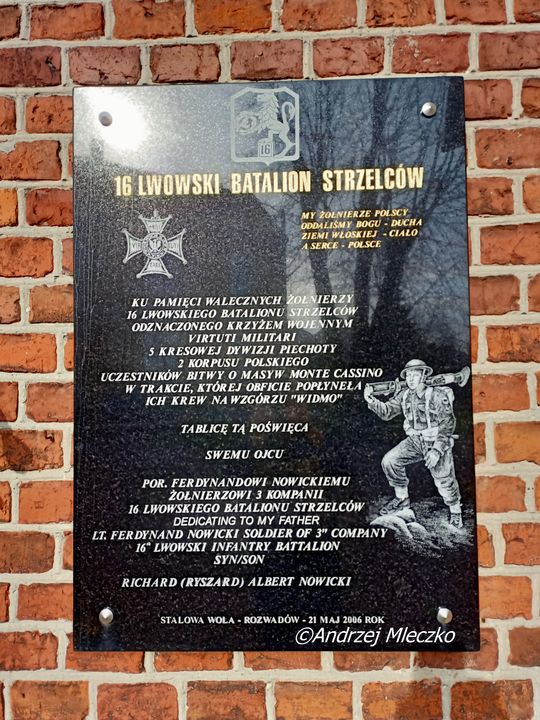 16
16 LWOWSKI BATALION STRZELCÓW
MY ŻOŁNIERZE POLSCY
ODDALIŚMY BOGU - DUCHA
ZIEMI WŁOSKIEJ - CIAŁO
A SERCE - POLSCE
KU PAMIĘCI WALECZNYCH ŻOŁNIERZY
16 LWOWSKIEGO BATALIONU STRZELCÓW
ODZNACZONEGO KRZYŻEM WOJENNYM
VIRTUTI MILITARI
5 KRESOWEJ DYWIZJI PIECHOTY
2 KORPUSU POLSKIEGO
UCZESTNIKÓW BITWY O MASYW MONTE CASSINO
W TRAKCIE, KTÓREJ OBFICIE POPŁYNEŁA
ICH KREW NA WZGÓRZU "WIDMO"
TABLICĘ TĄ POŚWIĘCA
SWEMU OJCU
POR. FERDYNANDOWI NOWICKIEMU
ŻOŁNIERZOWI 3 KOMPANII
16 LWOWSKIEGO BATALIONU STRZELCÓW
DEDICATING TO MY FATHER
LT. FERDYNAND NOWICKI SOLDIER OF 3" COMPANY
16" LWOWSKI INFANTRY BATTALION
SYN/SON
RICHARD (RYSZARD) ALBERT NOWICKI
STALOWA WOLA - ROZWADÓW - 21 MAJ 2006 ROK
©Andrzej Mleczko